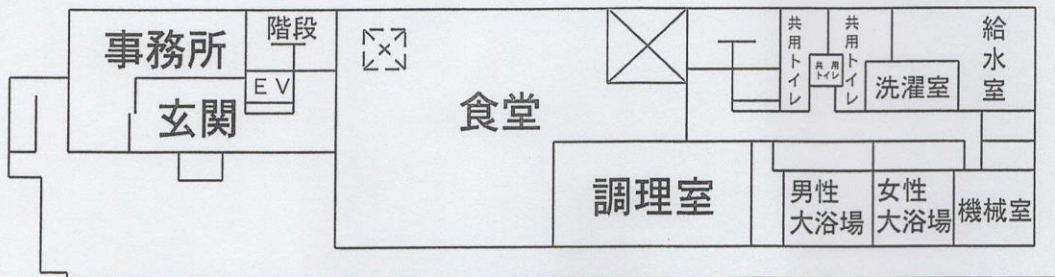 事務所
階段
EV
玄関
食堂
調理室
共用トイレ
共用トイレ
共用
トイレ
洗濯室
給水室
男性
大浴場
女性
大浴場
機械室